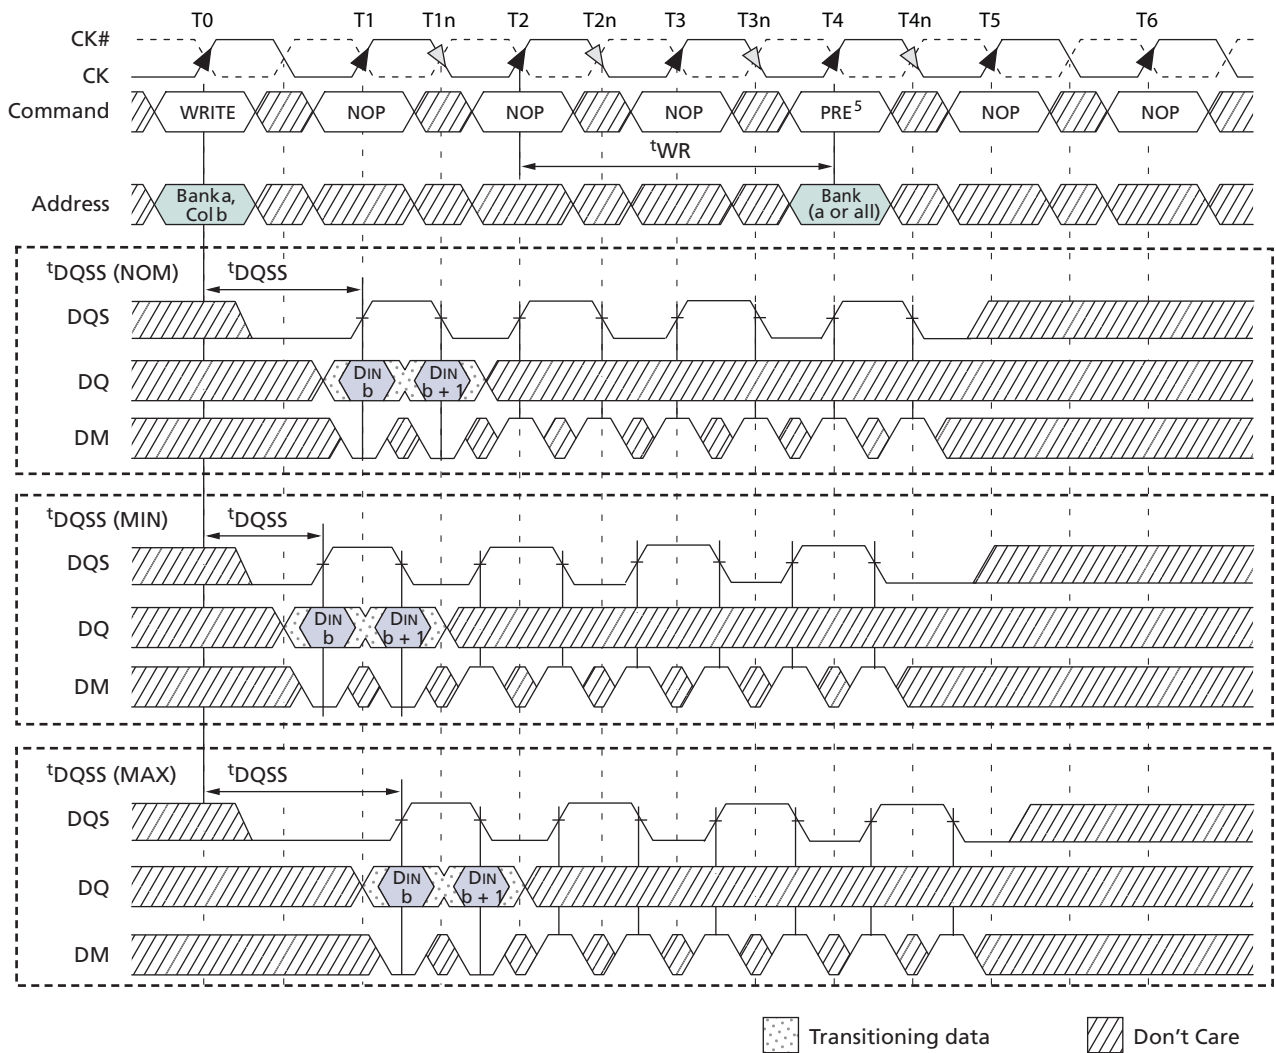 T0 T1 T1n T2 T2n T3 T3n T4 T4n T5 T6
CK#
CK
Command WRITE NOP NOP NOP PRE5 NOP NOP
tWR
Address Bank a, Col b Bank (a or all)
tDQSS (NOM) tDQSS
DQS
DQ DIN b DIN b + 1
DM
tDQSS (MIN) tDQSS
DQS
DQ DIN b DIN b + 1
DM
tDQSS (MAX) tDQSS
DQS
DQ DIN b DIN b + 1
DM
Transitioning data Don't Care